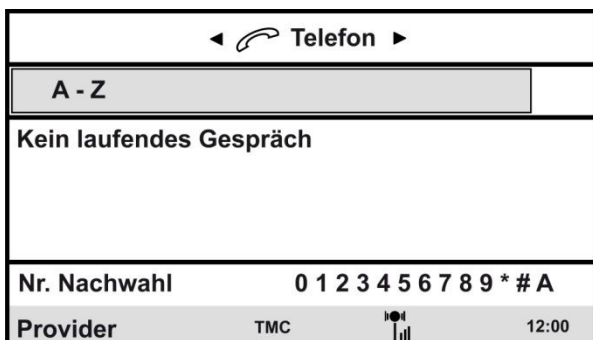 Telefon
A - Z
Kein laufendes Gespräch
Nr. Nachwahl 0 1 2 3 4 5 6 7 8 9 * # A
Provider TMC 12:00